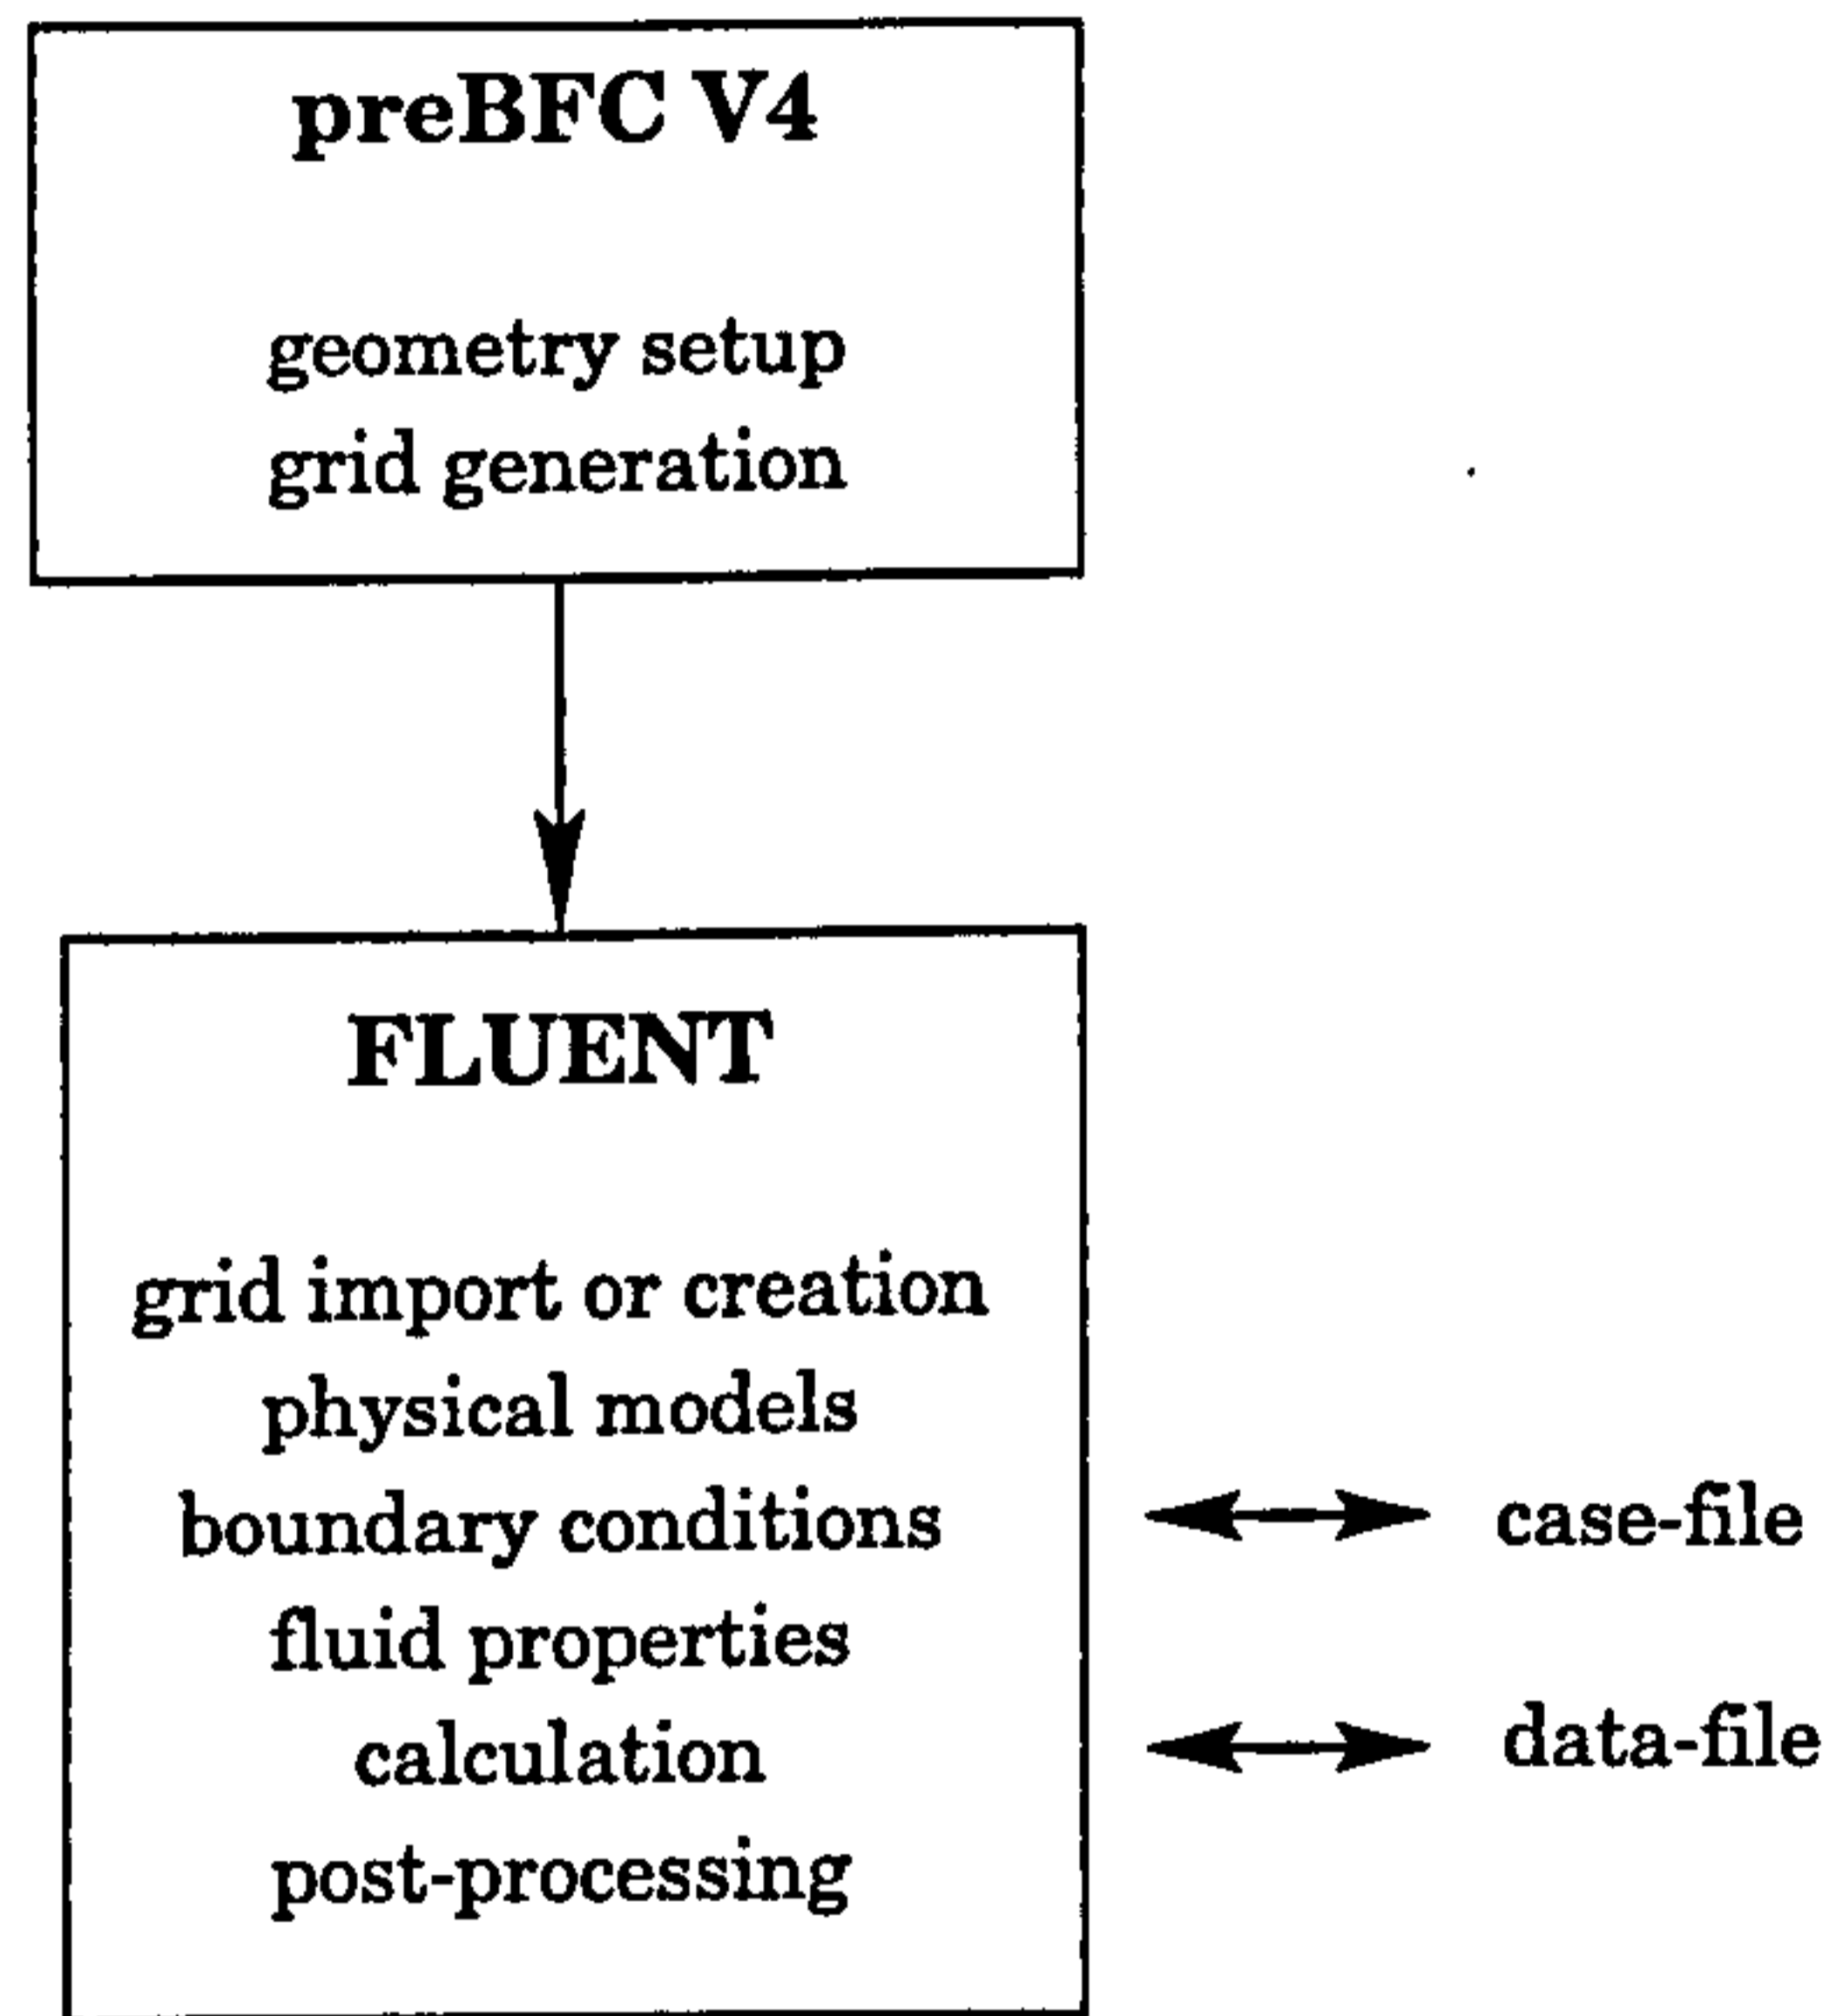 preBFC V4
geometry setup
grid generation
FLUENT
grid import or creation
physical models
boundary conditions
fluid properties
calculation
post-processing
case-file
data-file